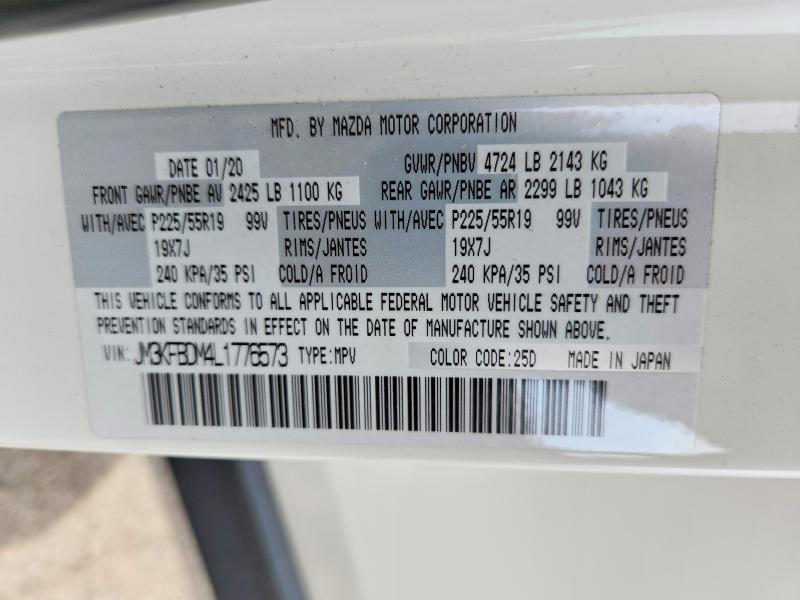 MFD. BY MAZDA MOTOR CORPORATION
DATE 01/20 GVWR/PNBV 4724 LB 2143 KG
FRONT GAWR/PNBE AV 2425 LB 1100 KG REAR GAWR/PNBE AR 2299 LB 1043 KG
WITH/AVEC P225/55R19 99V TIRES/PNEUS WITH/AVEC P225/55R19 99V TIRES/PNEUS
19X7J RIMS/JANTES 19X7J RIMS/JANTES
240 KPA/35 PSI COLD/A FROID 240 KPA/35 PSI COLD/A FROID
THIS VEHICLE CONFORMS TO ALL APPLICABLE FEDERAL MOTOR VEHICLE SAFETY AND THEFT
PREVENTION STANDARDS IN EFFECT ON THE DATE OF MANUFACTURE SHOWN ABOVE.
VIN: JM3KFBDM4L1776573 TYPE:MPV COLOR CODE:25D MADE IN JAPAN